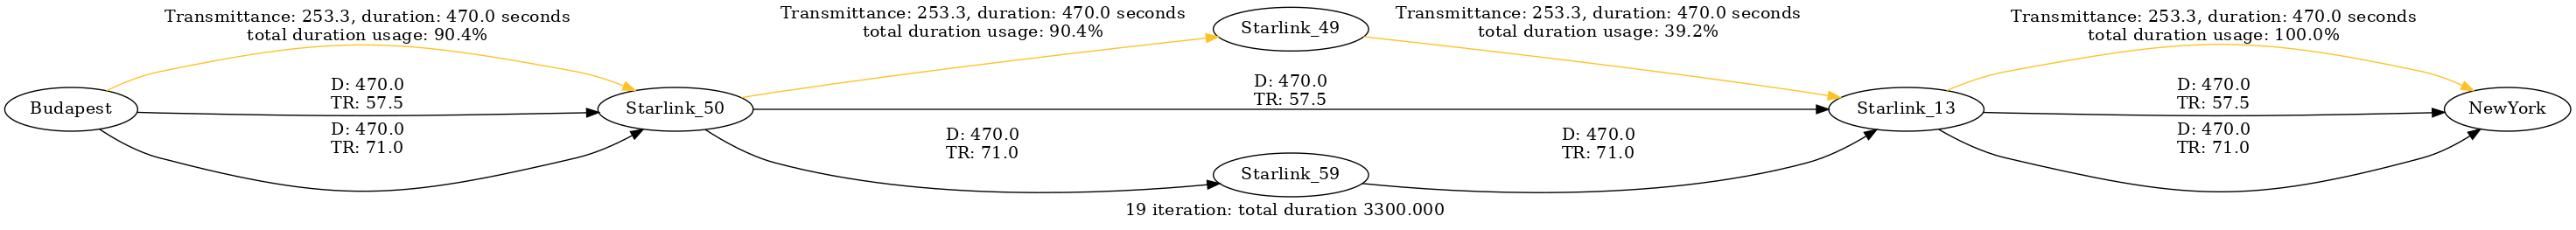 Transmittance: 253.3, duration: 470.0 seconds
total duration usage: 90.4%
Transmittance: 253.3, duration: 470.0 seconds
total duration usage: 90.4%
Starlink_49
Transmittance: 253.3, duration: 470.0 seconds
total duration usage: 39.2%
Transmittance: 253.3, duration: 470.0 seconds
total duration usage: 100.0%
Budapest
D: 470.0
TR: 57.5
D: 470.0
TR: 71.0
Starlink_50
D: 470.0
TR: 57.5
D: 470.0
TR: 71.0
Starlink_59
D: 470.0
TR: 71.0
Starlink_13
D: 470.0
TR: 57.5
D: 470.0
TR: 71.0
NewYork
19 iteration: total duration 3300.000